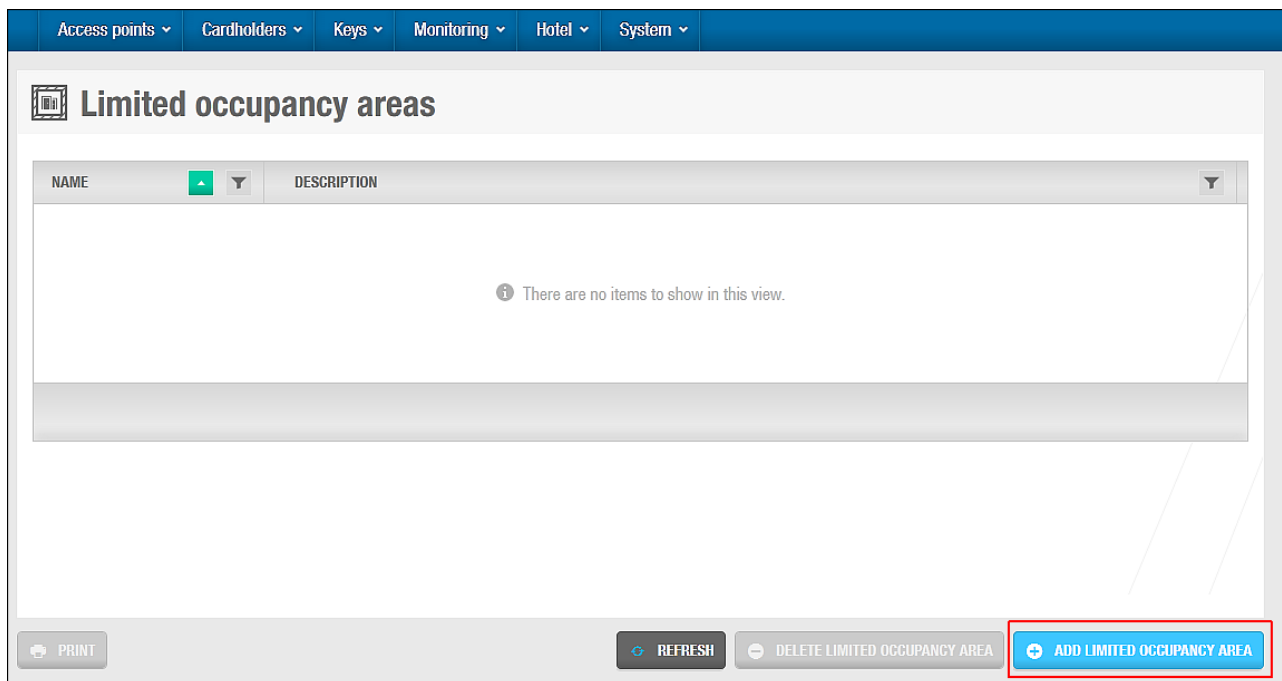 Access points Cardholders Keys Monitoring Hotel System
Limited occupancy areas
NAME DESCRIPTION
There are no items to show in this view.
PRINT REFRESH DELETE LIMITED OCCUPANCY AREA ADD LIMITED OCCUPANCY AREA